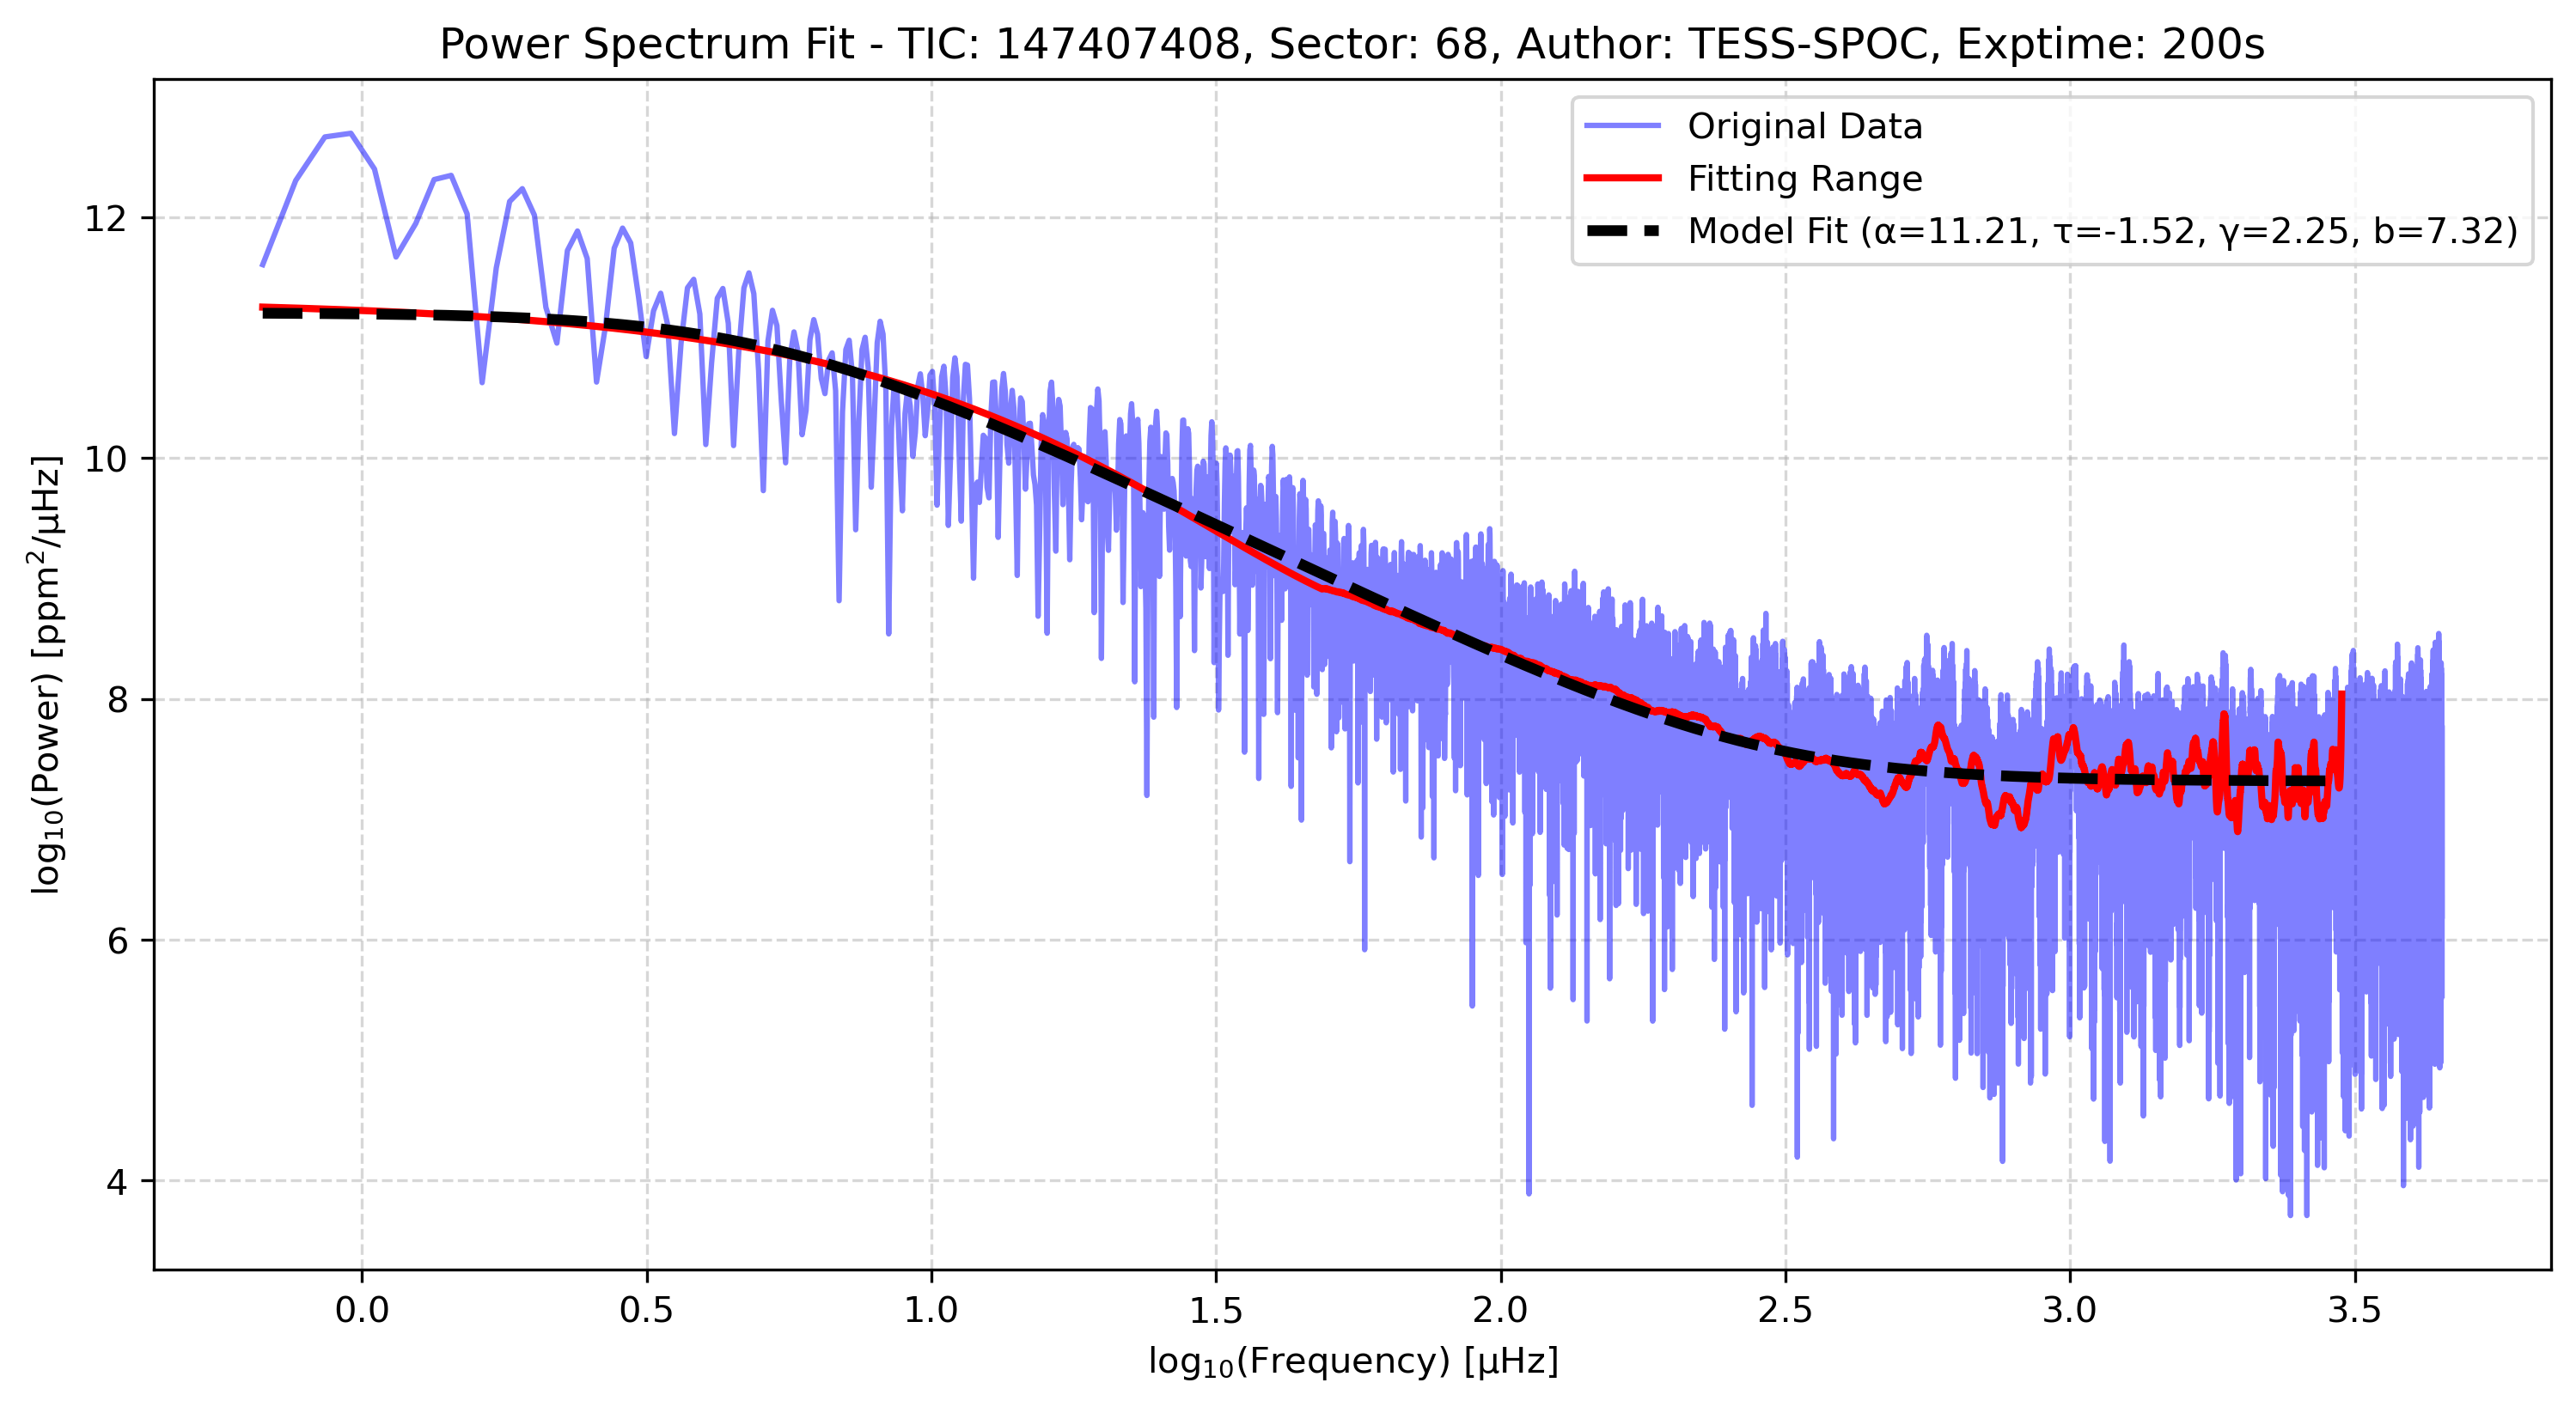 Power Spectrum Fit - TIC: 147407408, Sector: 68, Author: TESS-SPOC, Exptime: 200s
Original Data
Fitting Range
Model Fit (α=11.21, τ=-1.52, γ=2.25, b=7.32)
log₁₀(Power) [ppm²/μHz]
12
10
8
6
4
0.0 0.5 1.0 1.5 2.0 2.5 3.0 3.5
log₁₀(Frequency) [μHz]